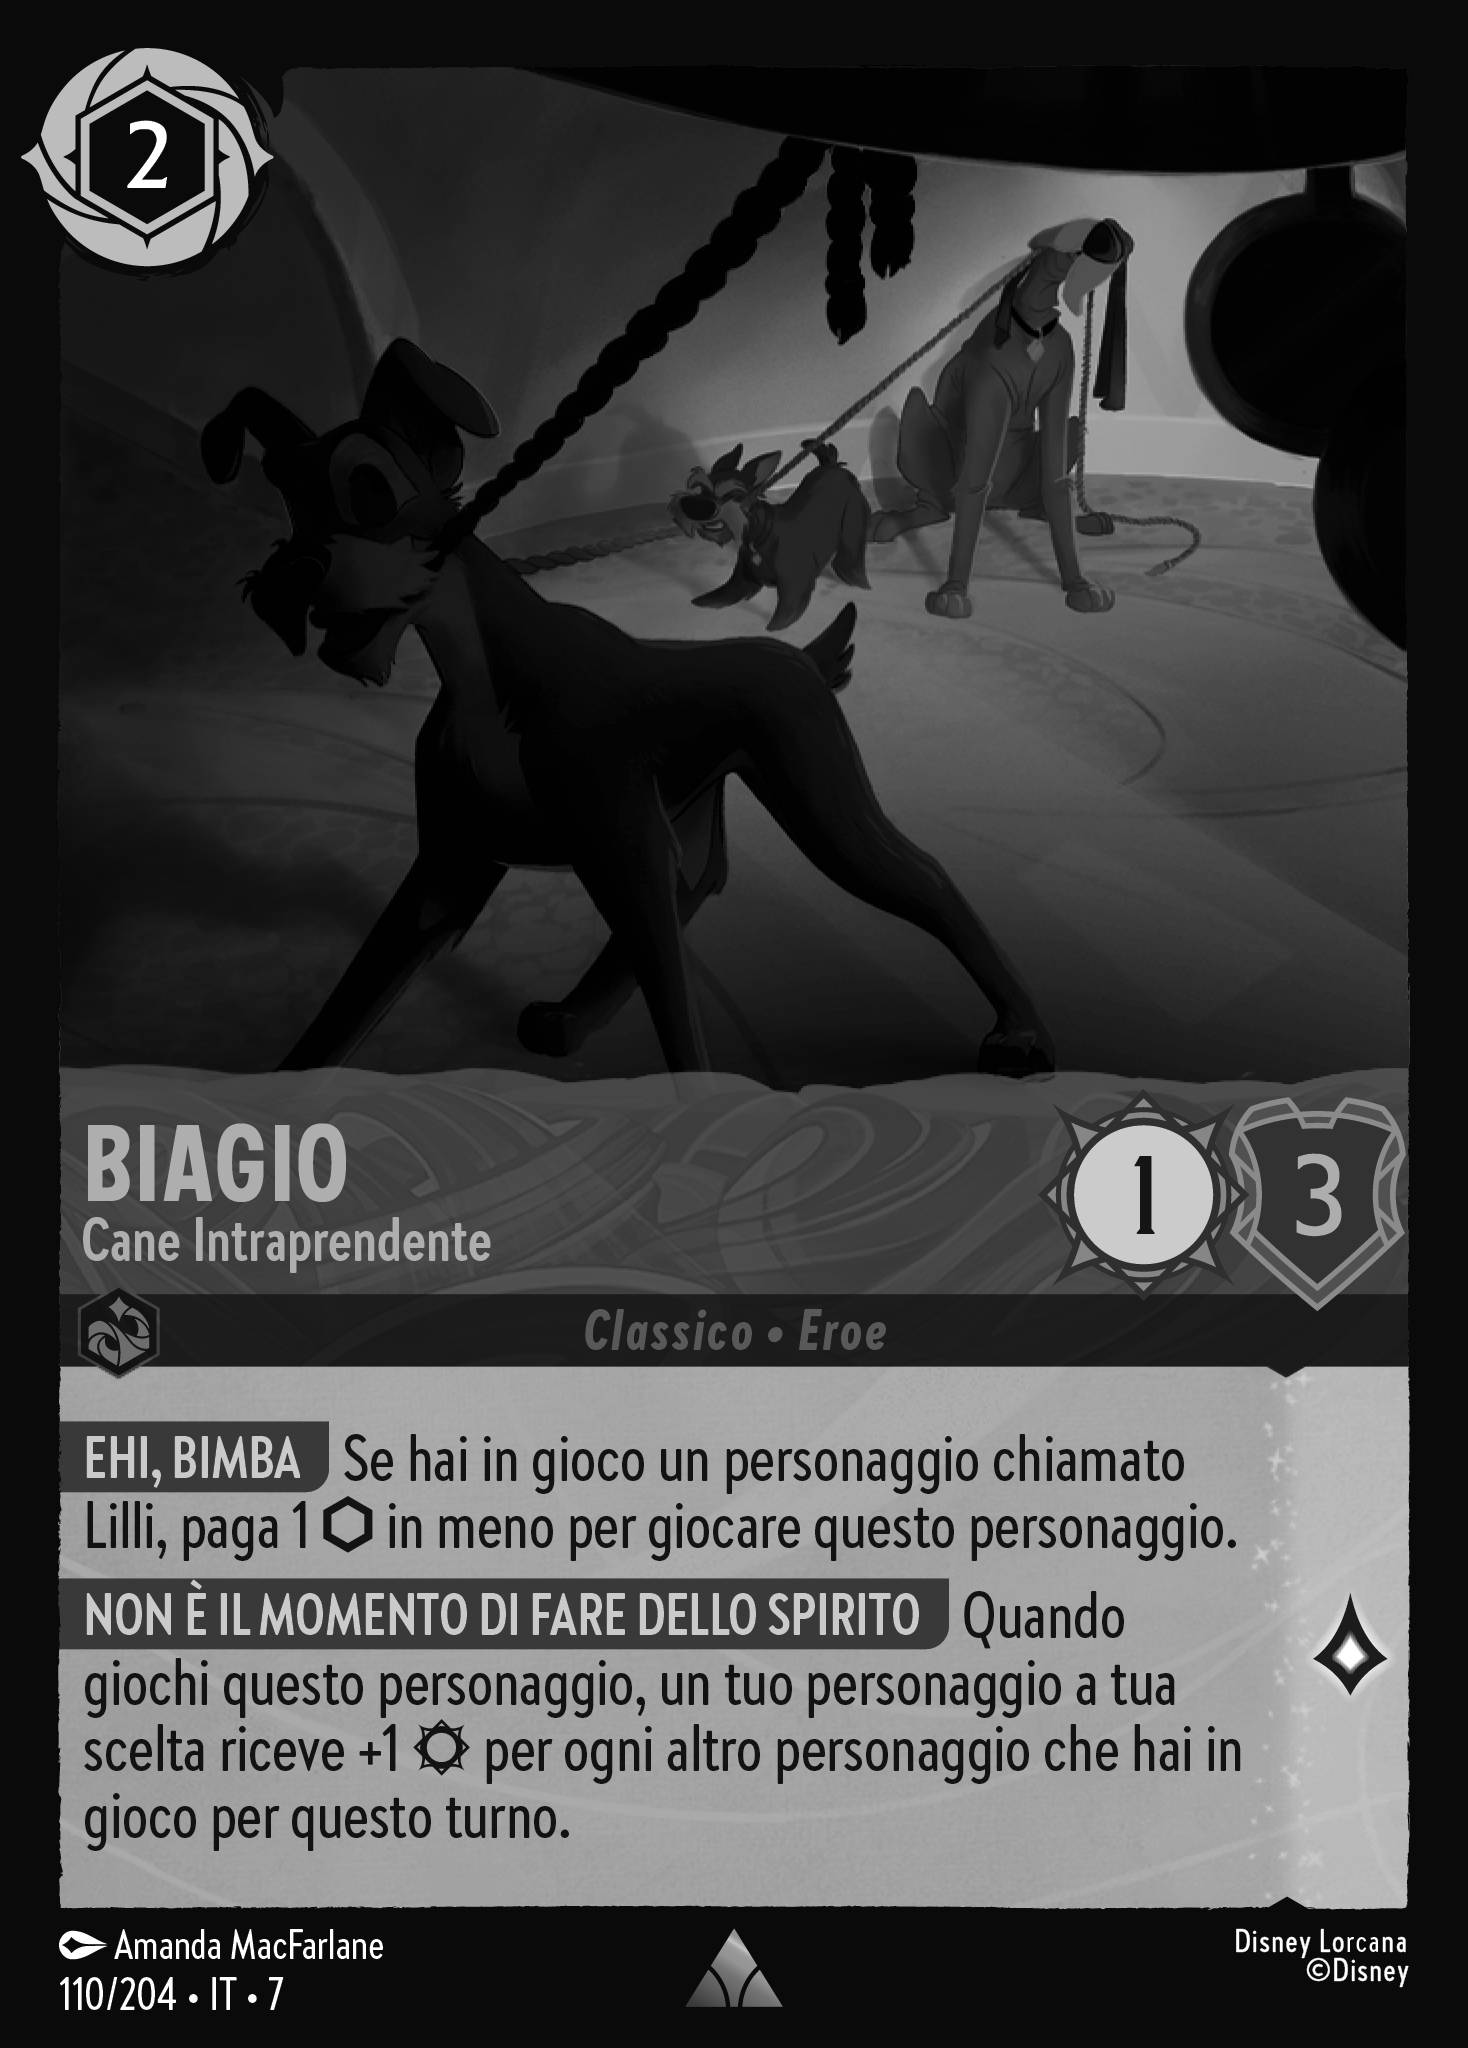 2
BIAGIO
Cane Intraprendente
1
3
Classico • Eroe
EHI, BIMBA Se hai in gioco un personaggio chiamato
Lilli, paga 1 in meno per giocare questo personaggio.
NON È IL MOMENTO DI FARE DELLO SPIRITO Quando
giochi questo personaggio, un tuo personaggio a tua
scelta riceve +1 per ogni altro personaggio che hai in
gioco per questo turno.
Amanda MacFarlane
110/204 • IT • 7
Disney Lorcana
©Disney